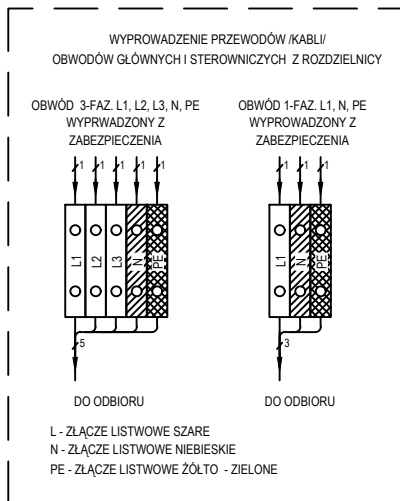 WYPROWADZENIE PRZEWODÓW /KABLI/
OBWODÓW GŁÓWNYCH I STEROWNICZYCH Z ROZDZIELNICY
OBWÓD 3-FAZ. L1, L2, L3, N, PE
WYPRWADZONY Z
ZABEZPIECZENIA
1 1 1 1 1
L1 L2 L3 N PE
5
DO ODBIORU
OBWÓD 1-FAZ. L1, N, PE
WYPROWADZONY Z
ZABEZPIECZENIA
1 1 1
L1 N PE
3
DO ODBIORU
L - ZŁĄCZE LISTWOWE SZARE
N - ZŁĄCZE LISTWOWE NIEBIESKIE
PE - ZŁĄCZE LISTWOWE ŻÓŁTO - ZIELONE